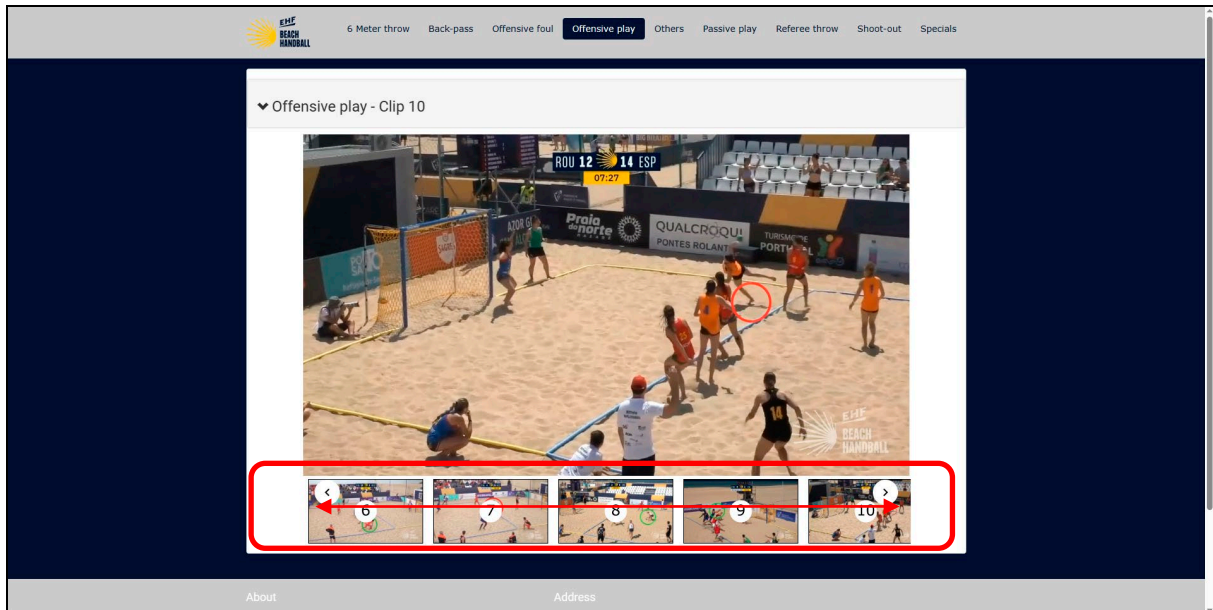 EHF
BEACH
HANDBALL
6 Meter throw
Back-pass
Offensive foul
Offensive play
Others
Passive play
Referee throw
Shoot-out
Specials
Offensive play - Clip 10
ROU 12 14 ESP
07:27
AZOR
Praia
do norte
QUALCROQUI
PONTES ROLANT
TURISMO DE
PORT
SAGRES
14
EHF
BEACH
HANDBALL
6
7
8
9
10
About
Address